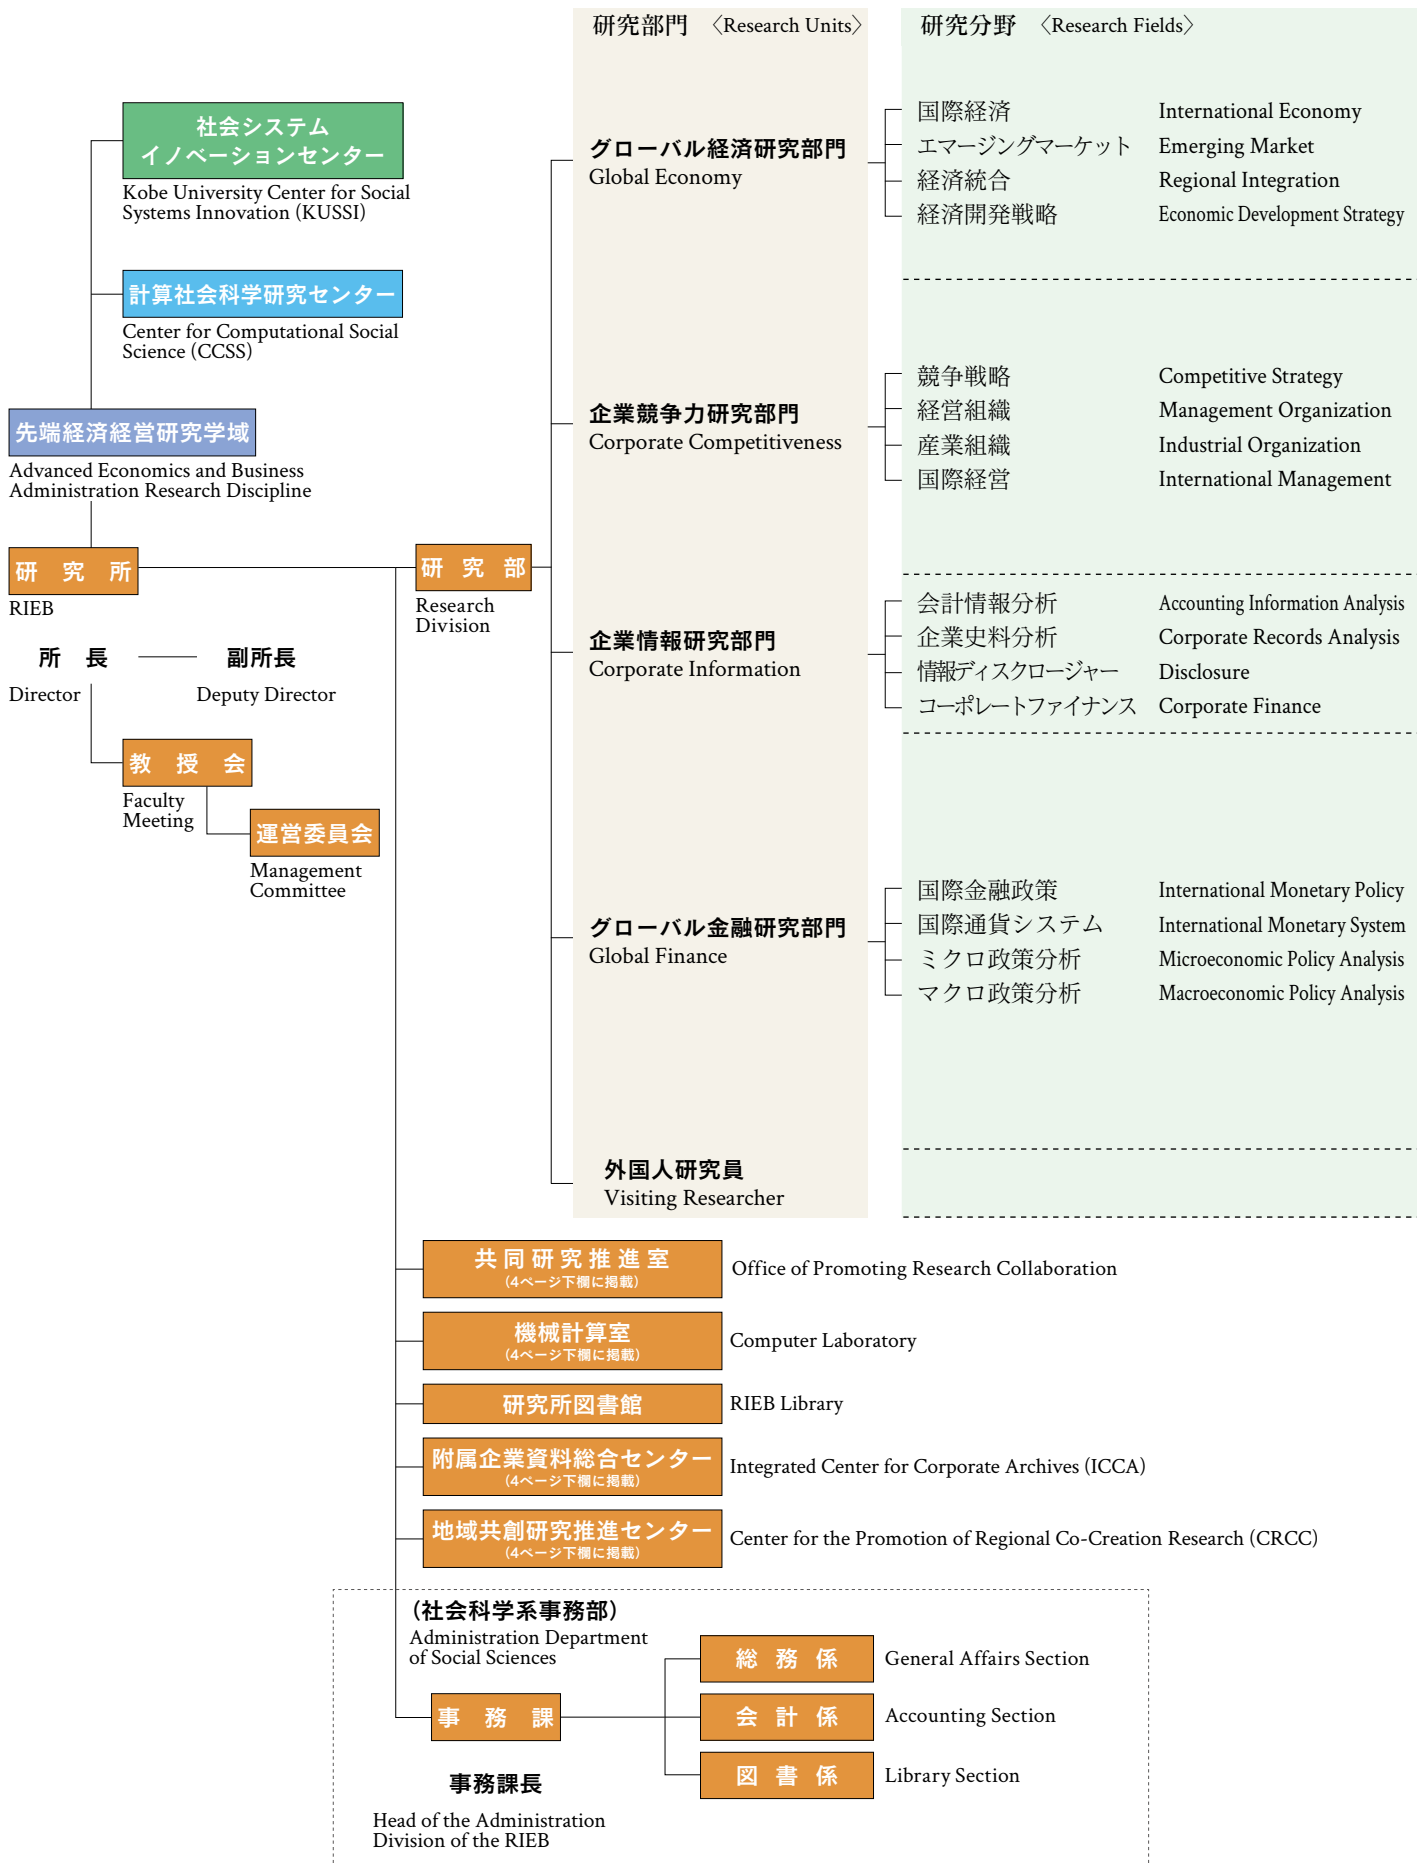 研究部門 〈Research Units〉
研究分野 〈Research Fields〉
社会システム
イノベーションセンター
Kobe University Center for Social
Systems Innovation (KUSSI)
計算社会科学研究センター
Center for Computational Social
Science (CCSS)
先端経済経営研究学域
Advanced Economics and Business
Administration Research Discipline
研究所
RIEB
所長
副所長
Director
Deputy Director
教授会
Faculty
Meeting
運営委員会
Management
Committee
研究部
Research
Division
グローバル経済研究部門
Global Economy
国際経済 International Economy
エマージングマーケット Emerging Market
経済統合 Regional Integration
経済開発戦略 Economic Development Strategy
企業競争力研究部門
Corporate Competitiveness
競争戦略 Competitive Strategy
経営組織 Management Organization
産業組織 Industrial Organization
国際経営 International Management
企業情報研究部門
Corporate Information
会計情報分析 Accounting Information Analysis
企業史料分析 Corporate Records Analysis
情報ディスクロージャー Disclosure
コーポレートファイナンス Corporate Finance
グローバル金融研究部門
Global Finance
国際金融政策 International Monetary Policy
国際通貨システム International Monetary System
ミクロ政策分析 Microeconomic Policy Analysis
マクロ政策分析 Macroeconomic Policy Analysis
外国人研究員
Visiting Researcher
共同研究推進室
(4ページ下欄に掲載)
Office of Promoting Research Collaboration
機械計算室
(4ページ下欄に掲載)
Computer Laboratory
研究所図書館
RIEB Library
附属企業資料総合センター
(4ページ下欄に掲載)
Integrated Center for Corporate Archives (ICCA)
地域共創研究推進センター
(4ページ下欄に掲載)
Center for the Promotion of Regional Co-Creation Research (CRCC)
(社会科学系事務部)
Administration Department
of Social Sciences
事務課
事務課長
Head of the Administration
Division of the RIEB
総務係
General Affairs Section
会計係
Accounting Section
図書係
Library Section